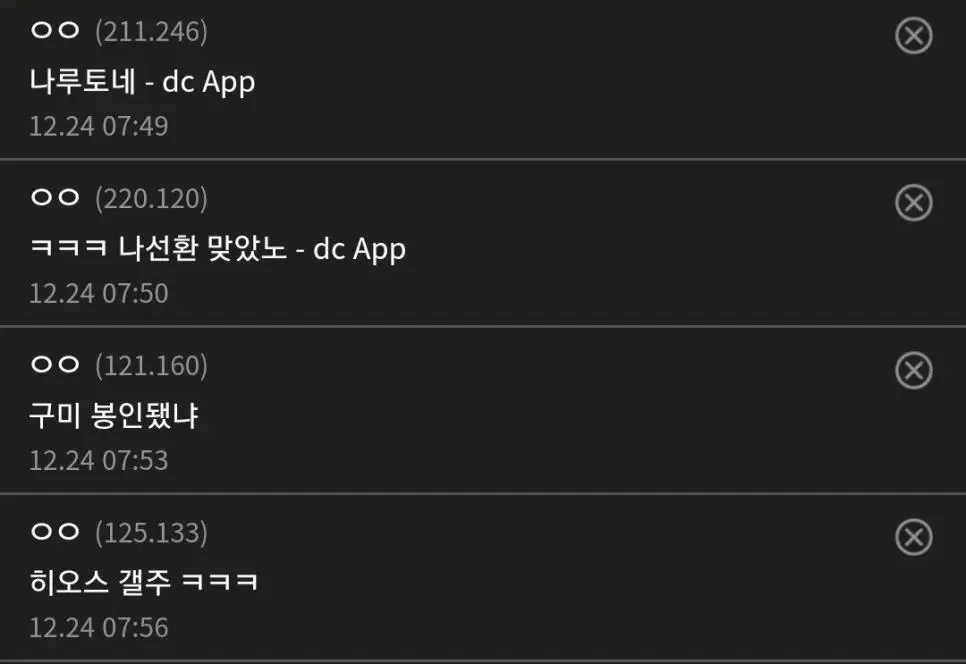 ㅇㅇ (211.246)
나루토네 - dc App
12.24 07:49
ㅇㅇ (220.120)
ㅋㅋㅋ 나선환 맞았노 - dc App
12.24 07:50
ㅇㅇ (121.160)
구미 봉인됐냐
12.24 07:53
ㅇㅇ (125.133)
히오스 갤주 ㅋㅋㅋ
12.24 07:56